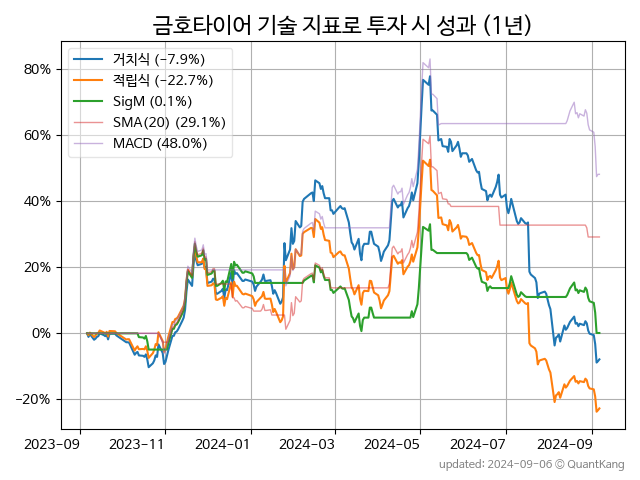 금호타이어 기술 지표로 투자 시 성과 (1년)
거치식 (−7.9%)
적립식 (−22.7%)
SigM (0.1%)
SMA(20) (29.1%)
MACD (48.0%)
80%
60%
40%
20%
0%
−20%
2023-09 2023-11 2024-01 2024-03 2024-05 2024-07 2024-09
updated: 2024-09-06 © QuantKang